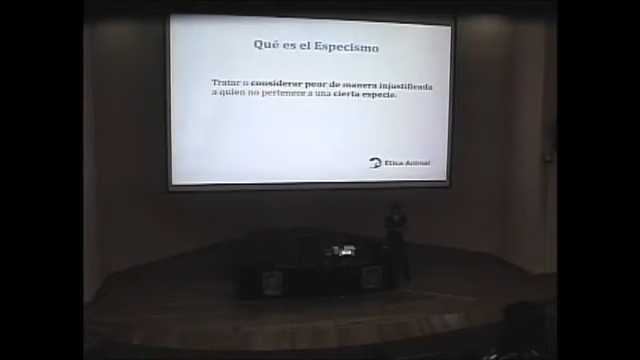 Qué es el Especismo
Tratar o considerar peor de manera injustificada
a quien no pertenece a una cierta especie.
Ética Animal